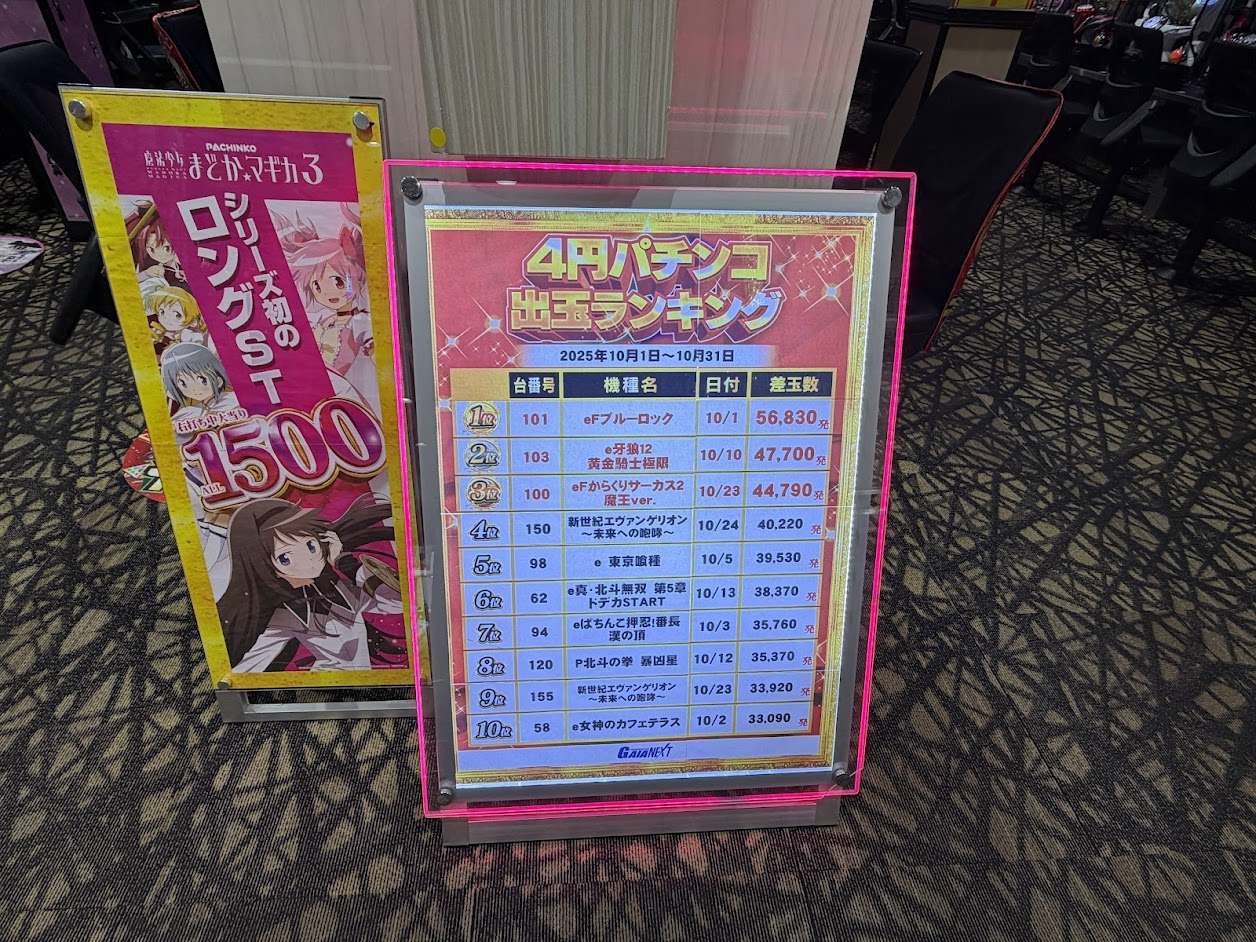 PACHINKO
魔法少女
まどか☆マギカ3
シリーズ初の
ロングST
右打ち中大当り
ALL 1500
4円パチンコ
出玉ランキング
2025年10月1日～10月31日
台番号 機種名 日付 差玉数
1位 101 eFブルーロック 10/1 56,830発
2位 103 e牙狼12 黄金騎士極限 10/10 47,700発
3位 100 eFからくりサーカス2 魔王ver. 10/23 44,790発
4位 150 新世紀エヴァンゲリオン ～未来への咆哮～ 10/24 40,220発
5位 98 e 東京喰種 10/5 39,530発
6位 62 e真・北斗無双 第5章 ドデカSTART 10/13 38,370発
7位 94 eぱちんこ押忍!番長 漢の頂 10/3 35,760発
8位 120 P北斗の拳 暴凶星 10/12 35,370発
9位 155 新世紀エヴァンゲリオン ～未来への咆哮～ 10/23 33,920発
10位 58 e女神のカフェテラス 10/2 33,090発
GAIA NEXT